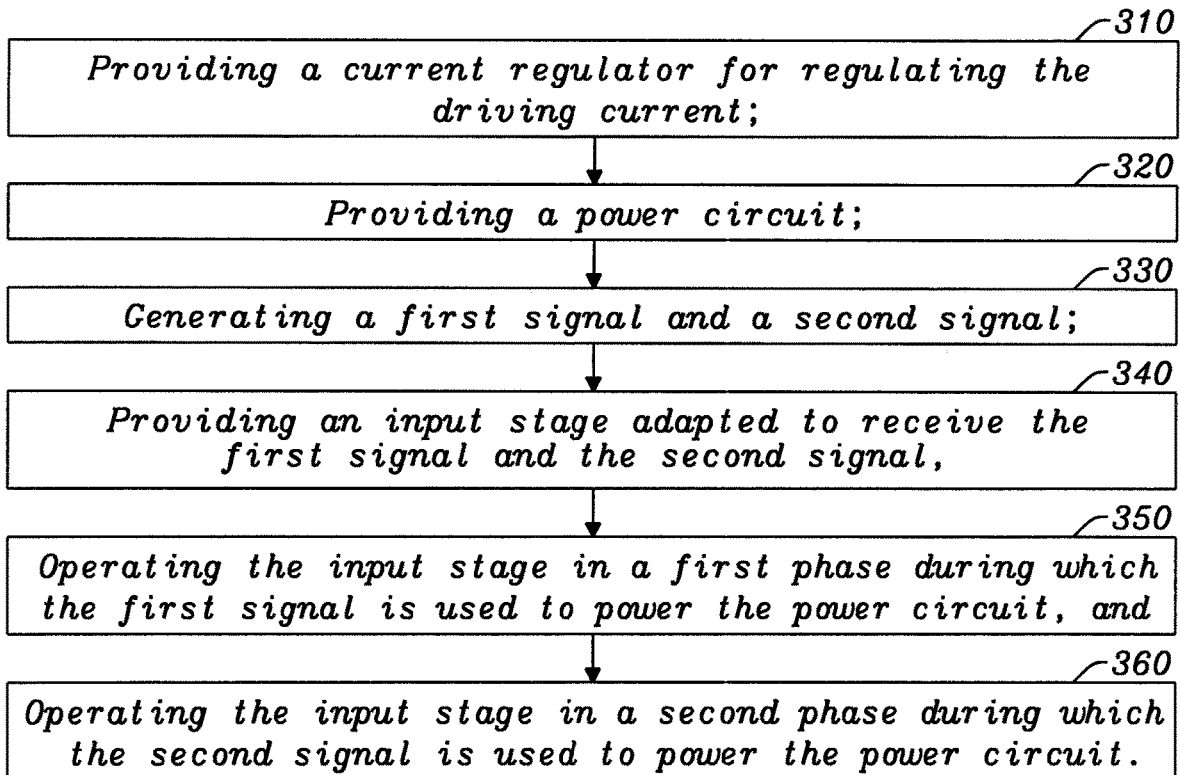 310
Providing a current regulator for regulating the
driving current;
320
Providing a power circuit;
330
Generating a first signal and a second signal;
340
Providing an input stage adapted to receive the
first signal and the second signal,
350
Operating the input stage in a first phase during which
the first signal is used to power the power circuit, and
360
Operating the input stage in a second phase during which
the second signal is used to power the power circuit.